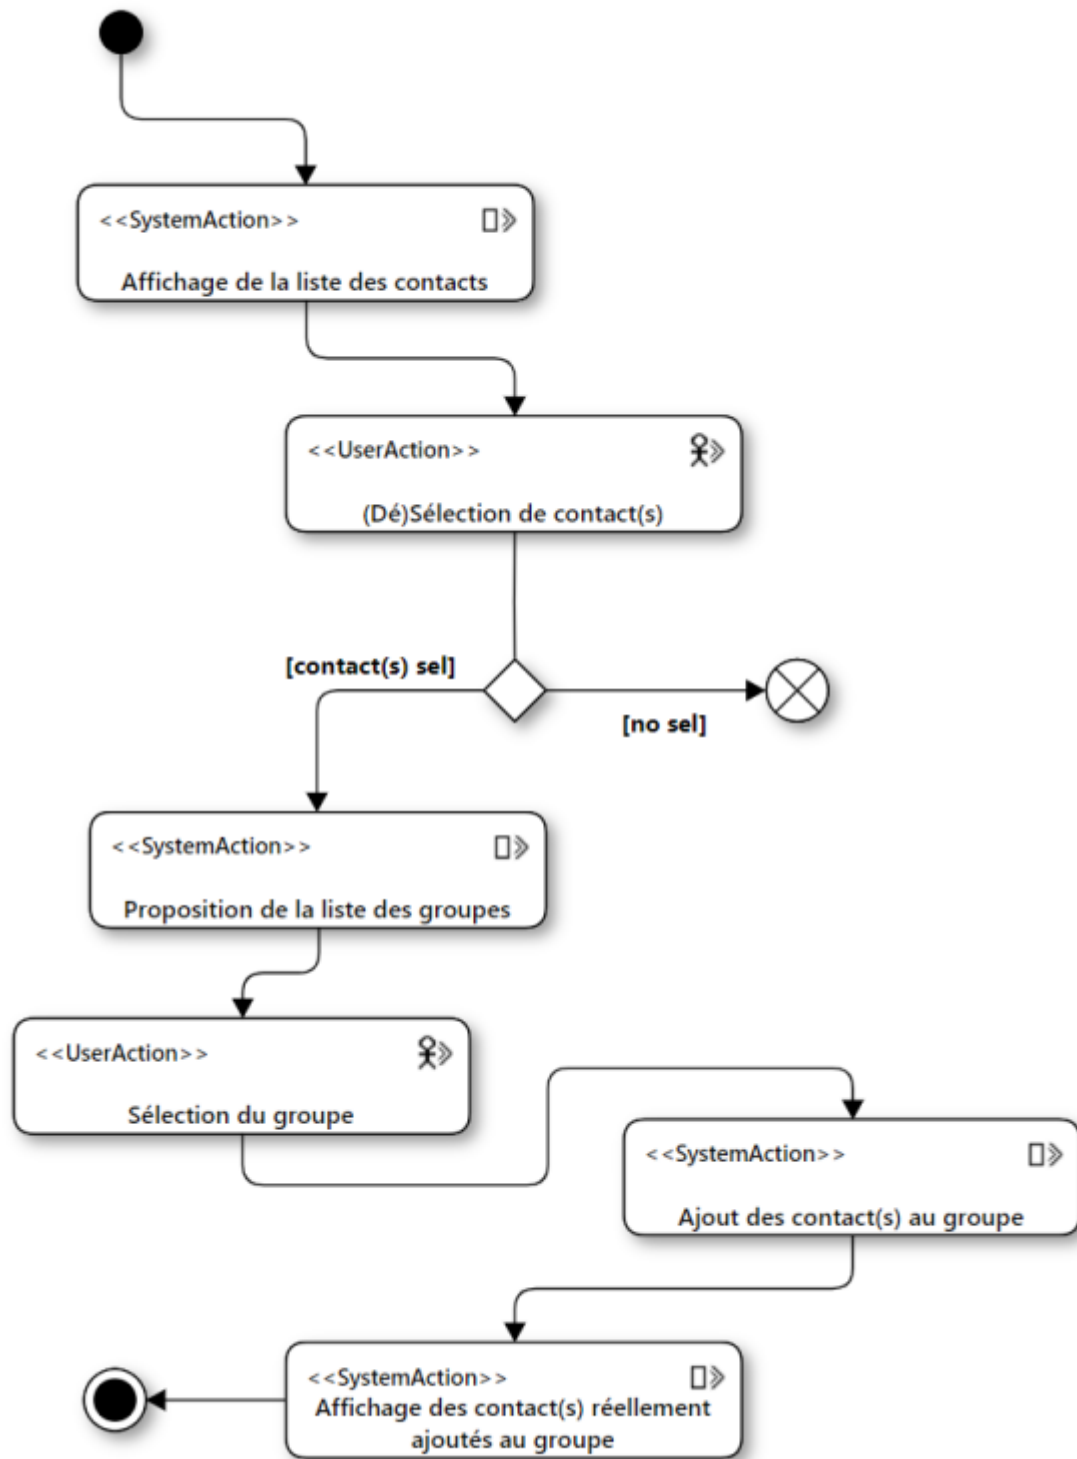 <<SystemAction>>
Affichage de la liste des contacts
<<UserAction>>
(Dé)Sélection de contact(s)
[contact(s) sel]
[no sel]
<<SystemAction>>
Proposition de la liste des groupes
<<UserAction>>
Sélection du groupe
<<SystemAction>>
Ajout des contact(s) au groupe
<<SystemAction>>
Affichage des contact(s) réellement
ajoutés au groupe